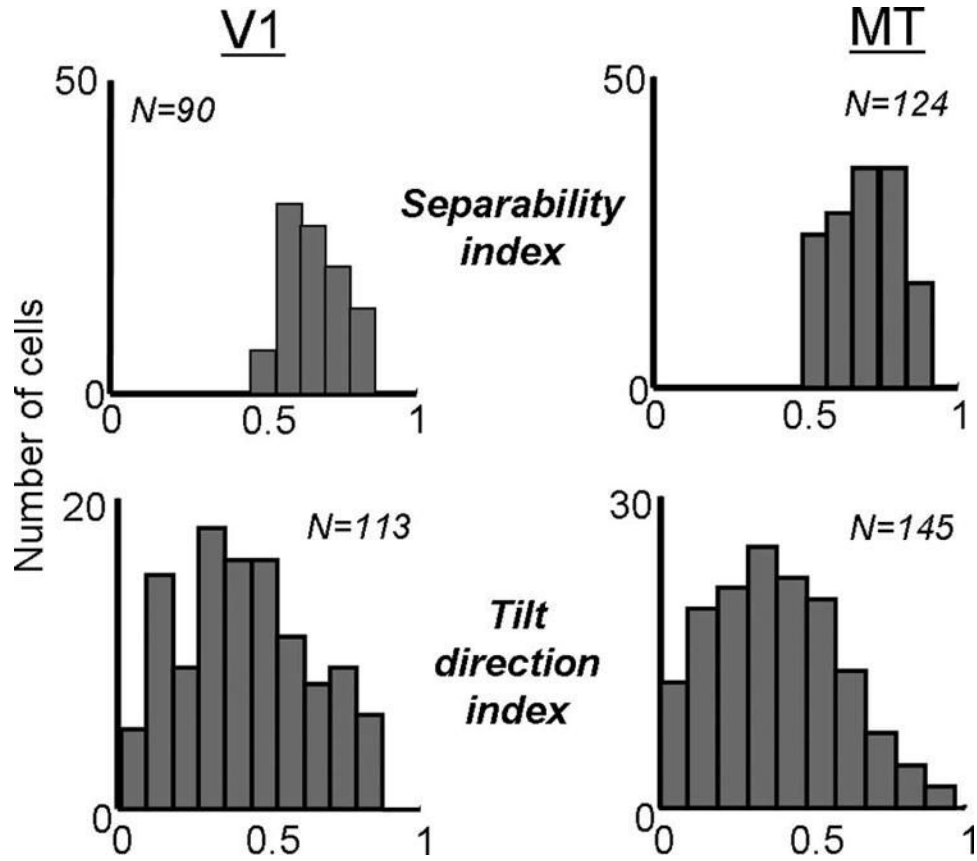 V1
MT
50
N=90
0
0
0.5
1
Separability
index
50
N=124
0
0
0.5
1
Number of cells
20
N=113
0
0
0.5
1
Tilt
direction
index
30
N=145
0
0
0.5
1